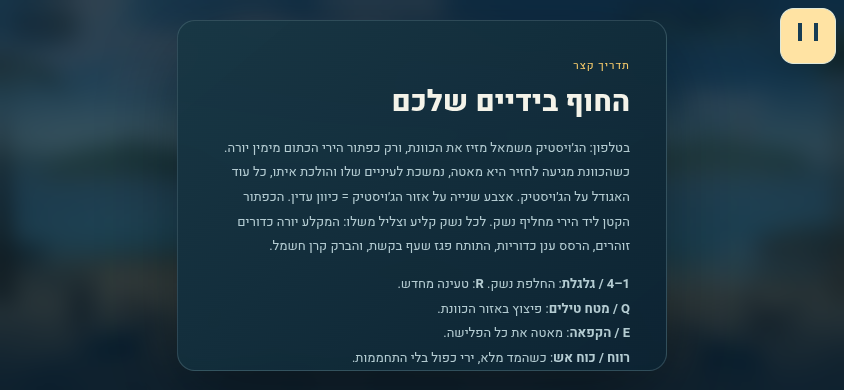 תדריך קצר
החוף בידיים שלכם
בטלפון: הג׳ויסטיק משמאל מזיז את הכוונת, ורק כפתור הירי הכתום מימין יורה.
כשהכוונת מגיעה לחזיר היא מאטה, נמשכת לעיניים שלו והולכת איתו, כל עוד
האגודל על הג׳ויסטיק. אצבע שנייה על אזור הג׳ויסטיק = כיוון עדין. הכפתור
הקטן ליד הירי מחליף נשק. לכל נשק קליע וצליל משלו: המקלע יורה כדורים
זוהרים, הרסס ענן כדוריות, התותח פגז שעף בקשת, והברק קרן חשמל.
1–4 / גלגלת: החלפת נשק. R: טעינה מחדש.
Q / מטח טילים: פיצוץ באזור הכוונת.
E / הקפאה: מאטה את כל הפלישה.
רווח / כוח אש: כשהמד מלא, ירי כפול בלי התחממות.